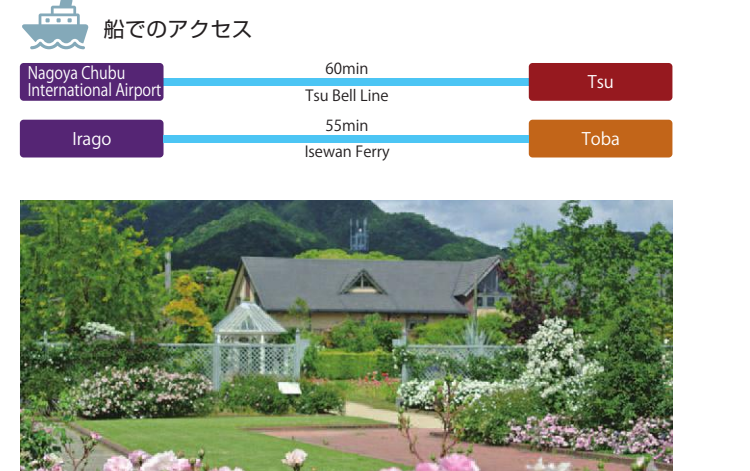 船でのアクセス
Nagoya Chubu
International Airport
60min
Tsu Bell Line
Tsu
Irago
55min
Isewan Ferry
Toba